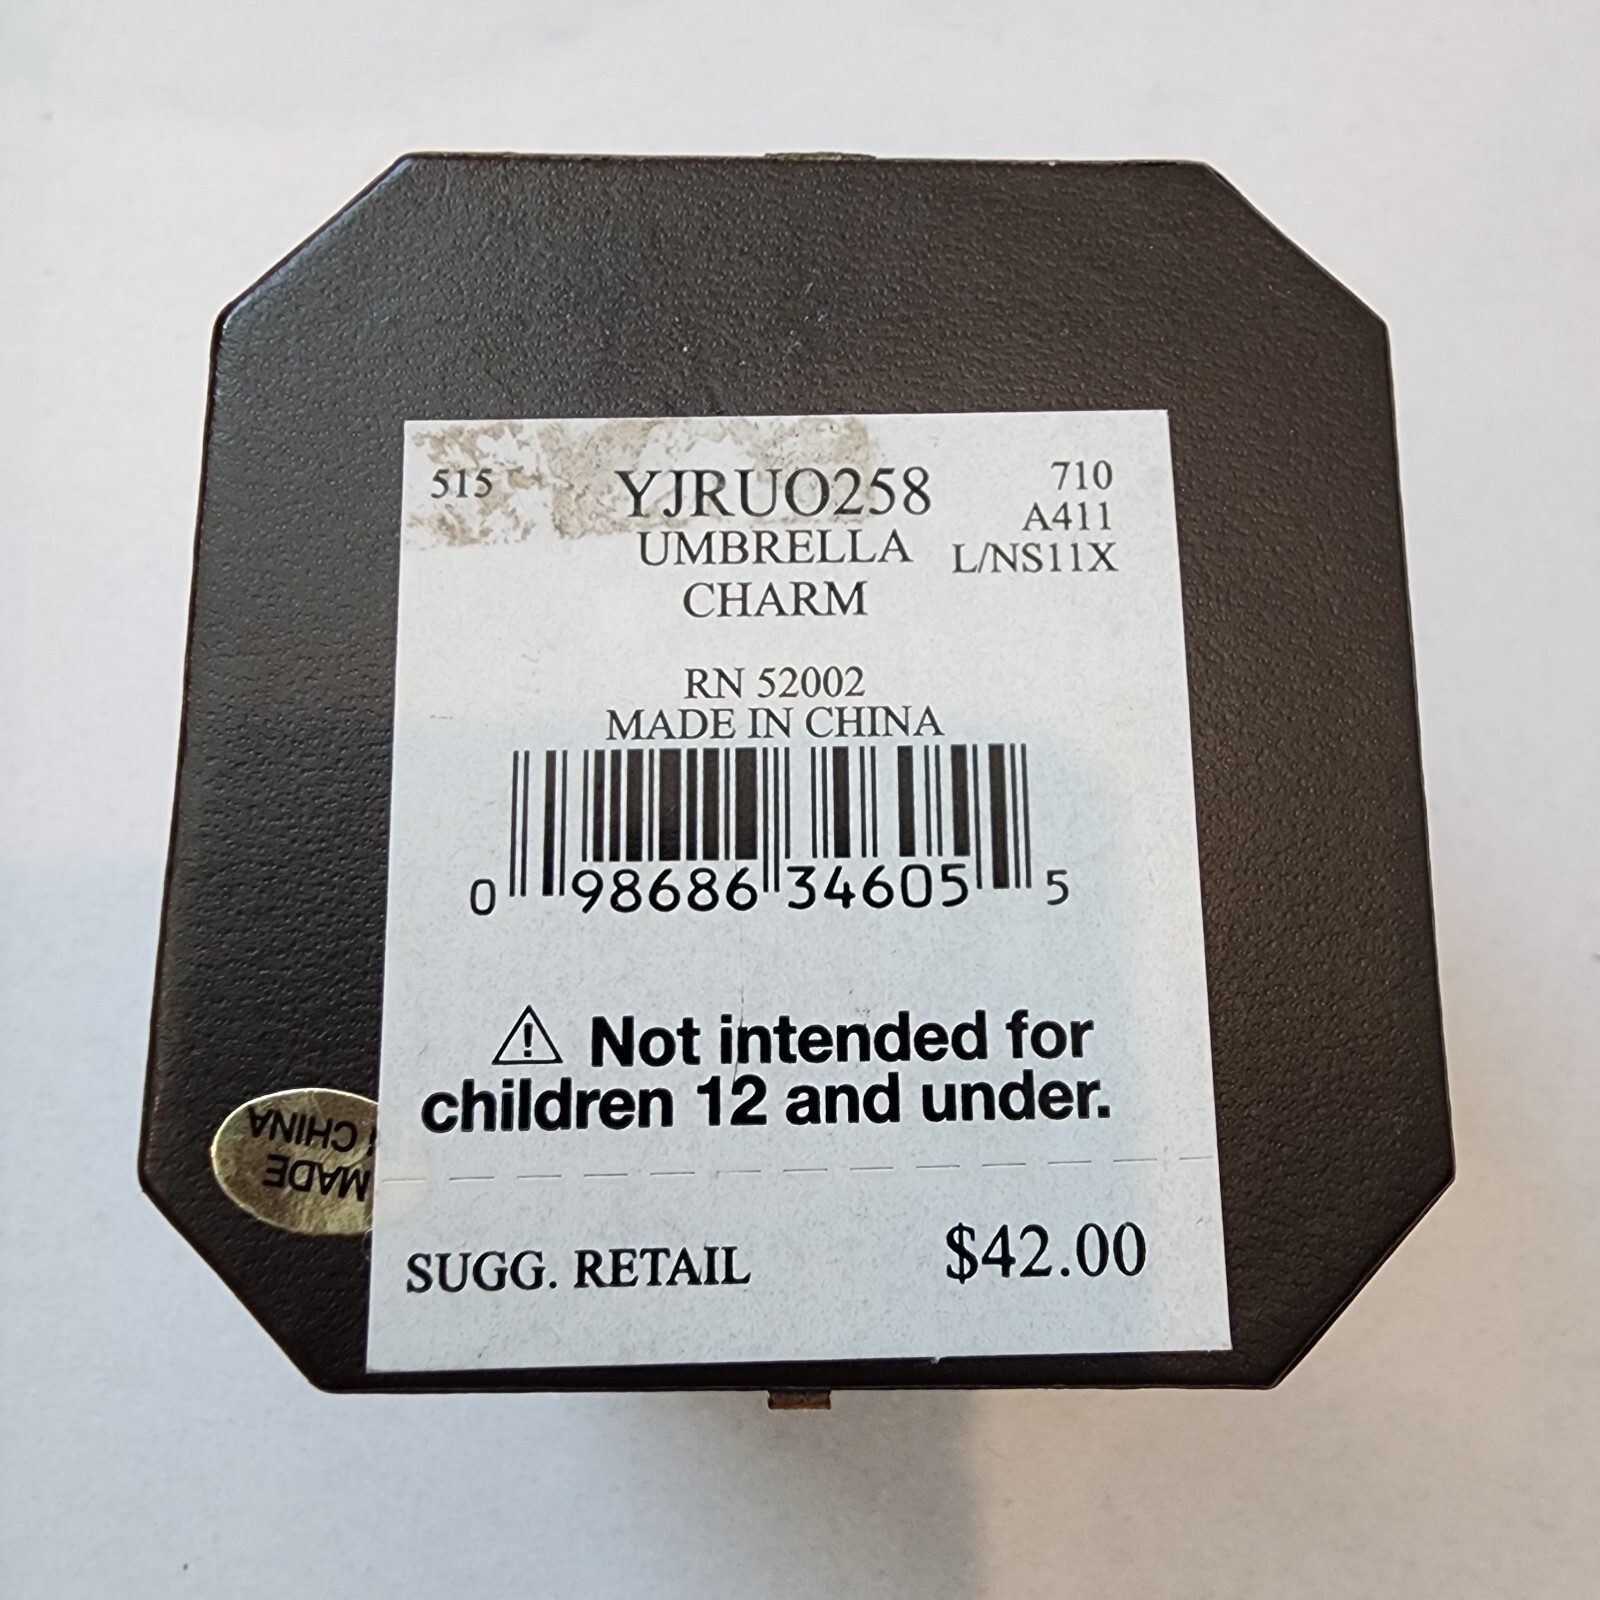 515
YJRUO258
710
UMBRELLA
A411
CHARM
L/NS11X
RN 52002
MADE IN CHINA
0 98686 34605 5
⚠ Not intended for
children 12 and under.
SUGG. RETAIL $42.00
MADE
CHINA